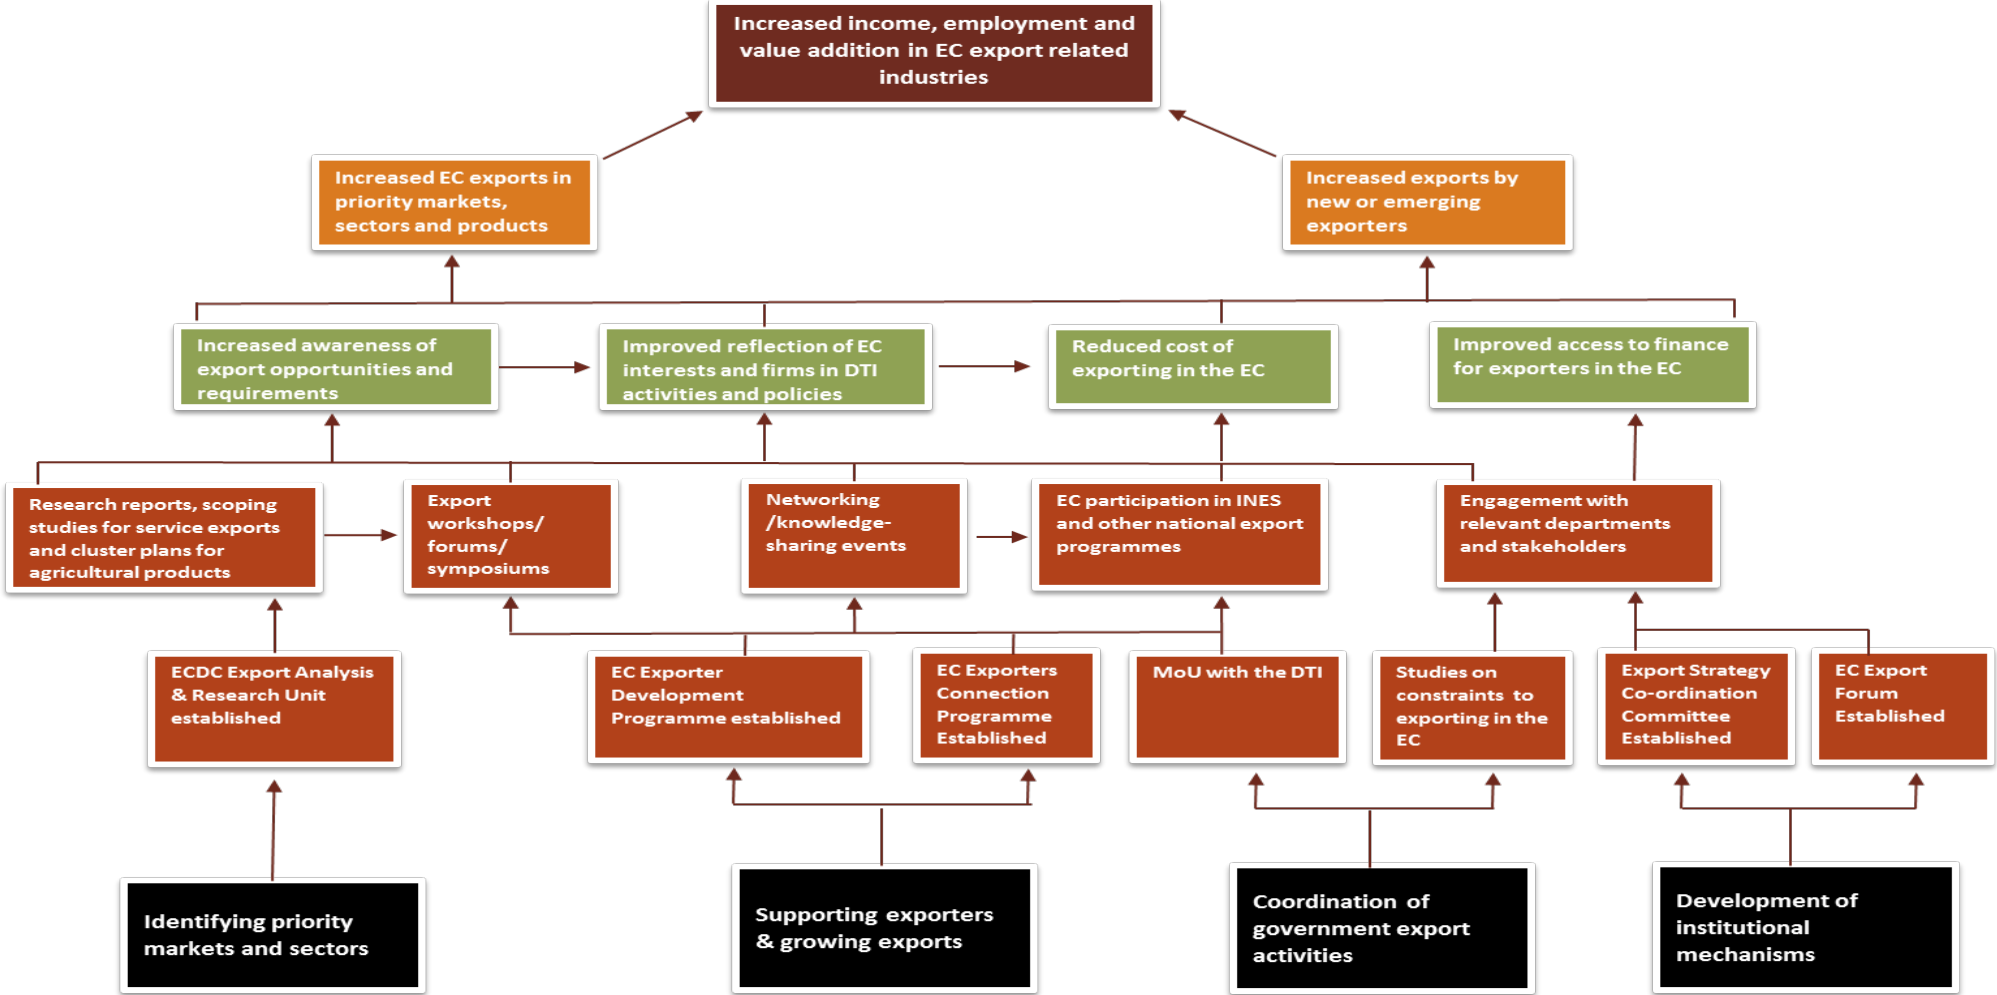 Increased income, employment and
value addition in EC export related
industries
Increased EC exports in
priority markets,
sectors and products
Increased exports by
new or emerging
exporters
Increased awareness of
export opportunities and
requirements
Improved reflection of EC
interests and firms in DTI
activities and policies
Reduced cost of
exporting in the EC
Improved access to finance
for exporters in the EC
Research reports, scoping
studies for service exports
and cluster plans for
agricultural products
Export
workshops/
forums/
symposiums
Networking
/knowledge-
sharing events
EC participation in INES
and other national export
programmes
Engagement with
relevant departments
and stakeholders
ECDC Export Analysis
& Research Unit
established
EC Exporter
Development
Programme established
EC Exporters
Connection
Programme
Established
MoU with the DTI
Studies on
constraints to
exporting in the
EC
Export Strategy
Co-ordination
Committee
Established
EC Export
Forum
Established
Identifying priority
markets and sectors
Supporting exporters
& growing exports
Coordination of
government export
activities
Development of
institutional
mechanisms